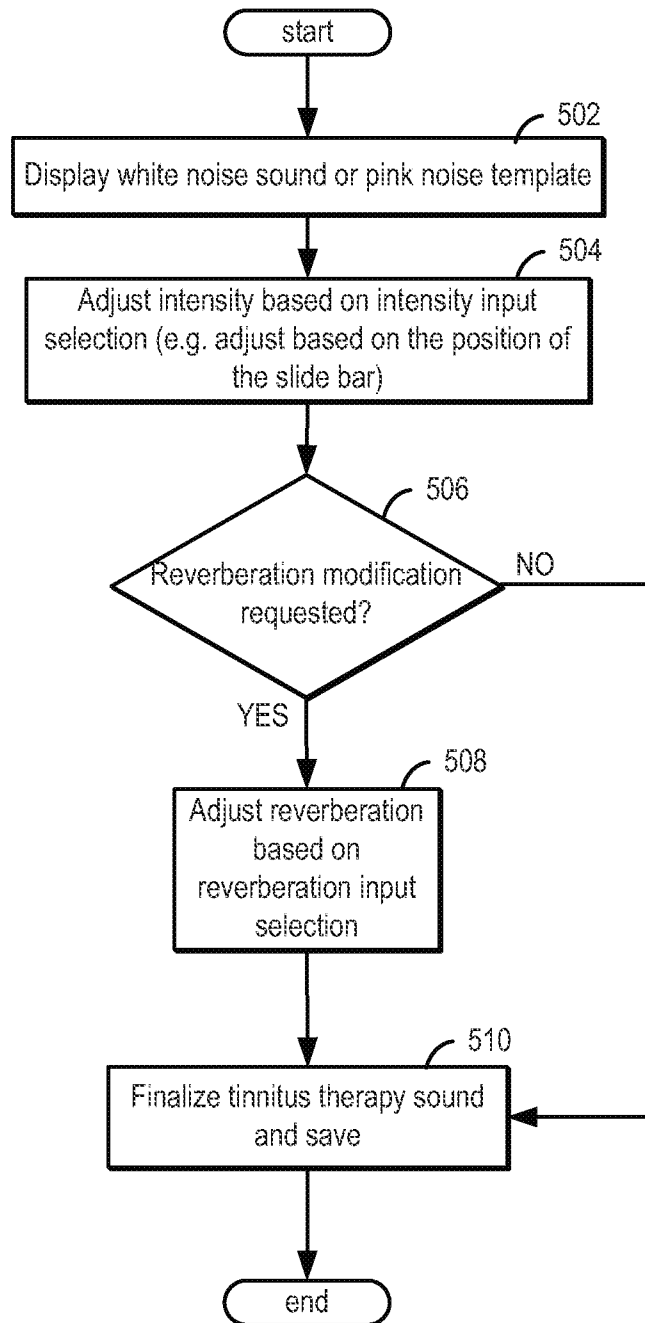 start
502
Display white noise sound or pink noise template
504
Adjust intensity based on intensity input
selection (e.g. adjust based on the position of
the slide bar)
506
Reverberation modification
requested?
NO
YES
508
Adjust reverberation
based on
reverberation input
selection
510
Finalize tinnitus therapy sound
and save
end